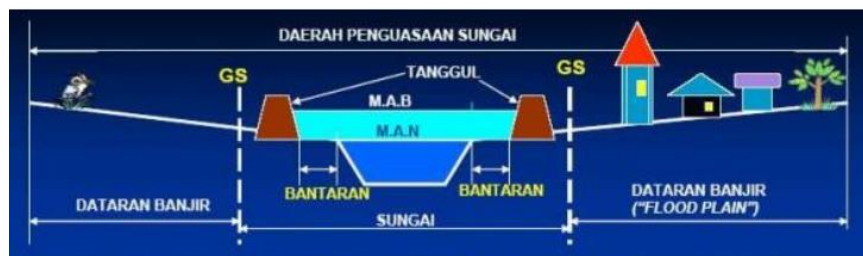 DAERAH PENGUASAAN SUNGAI
GS
TANGGUL
GS
M.A.B
M.A.N
BANTARAN
BANTARAN
DATARAN BANJIR
SUNGAI
DATARAN BANJIR
("FLOOD PLAIN")